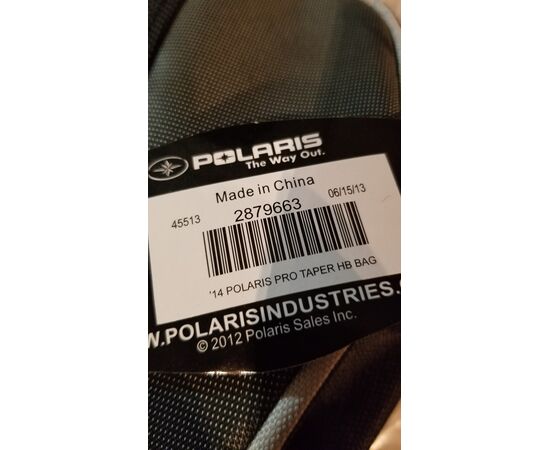 POLARIS
The Way Out.
Made in China
45513 2879663 06/15/13
'14 POLARIS PRO TAPER HB BAG
W.POLARISINDUSTRIES.
© 2012 Polaris Sales Inc.